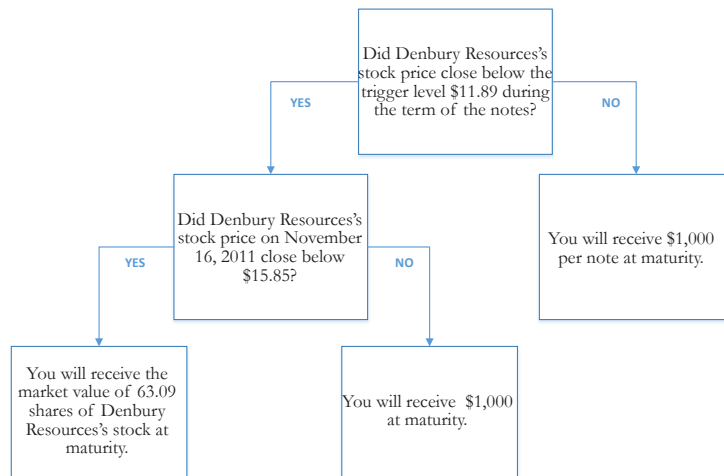 Did Denbury Resources's
stock price close below the
trigger level $11.89 during
the term of the notes?
YES
NO
Did Denbury Resources's
stock price on November
16, 2011 close below
$15.85?
You will receive $1,000
per note at maturity.
YES
NO
You will receive the
market value of 63.09
shares of Denbury
Resources's stock at
maturity.
You will receive $1,000
at maturity.